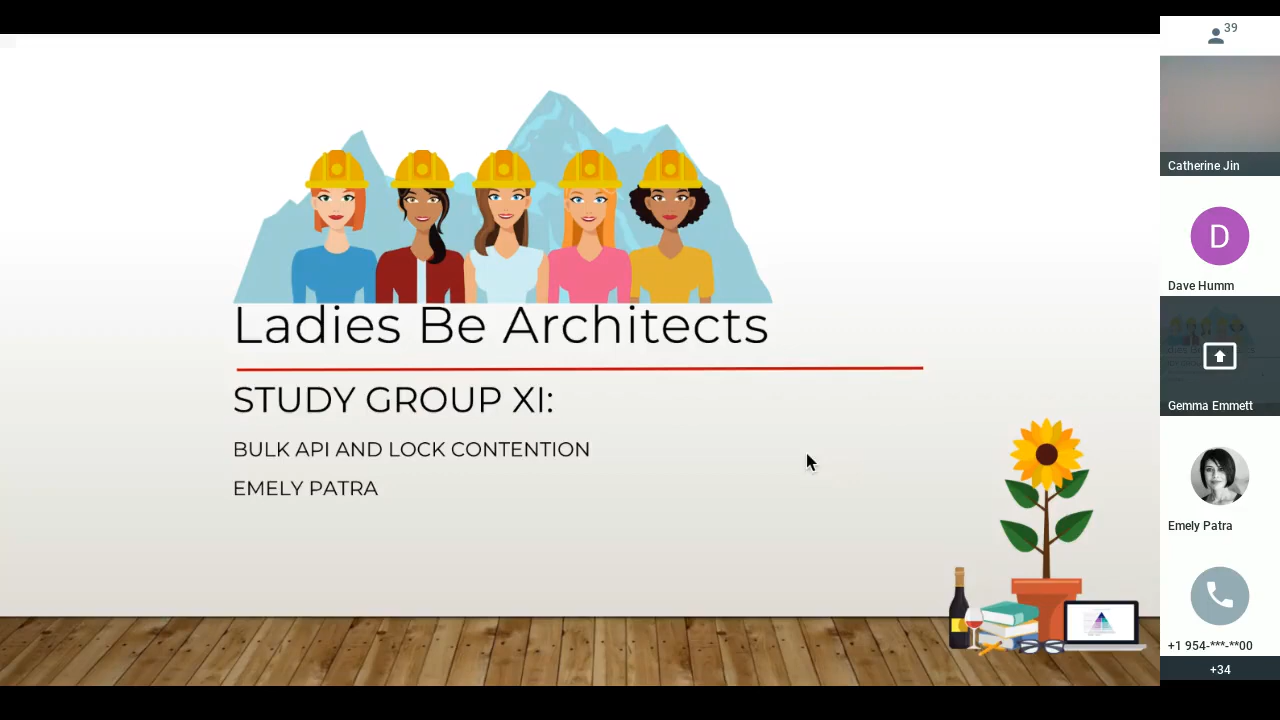 Ladies Be Architects
STUDY GROUP XI:
BULK API AND LOCK CONTENTION
EMELY PATRA
39
Catherine Jin
D
Dave Humm
Gemma Emmett
Emely Patra
+1 954-***-**00
+34